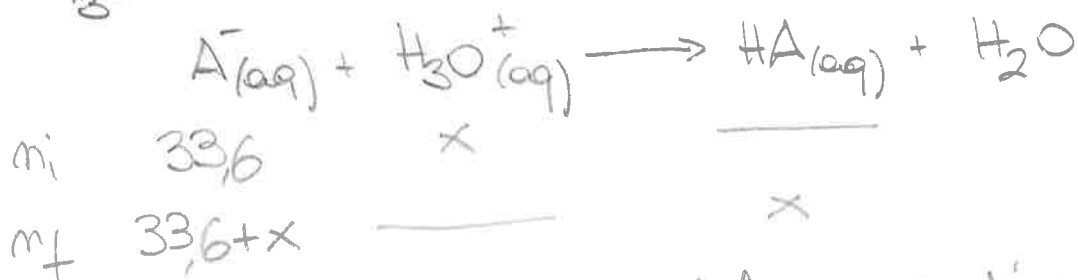 A⁻(aq) + H₃O⁺(aq) ⟶ HA(aq) + H₂O
ni 33,6 x —
nf 33,6+x — x